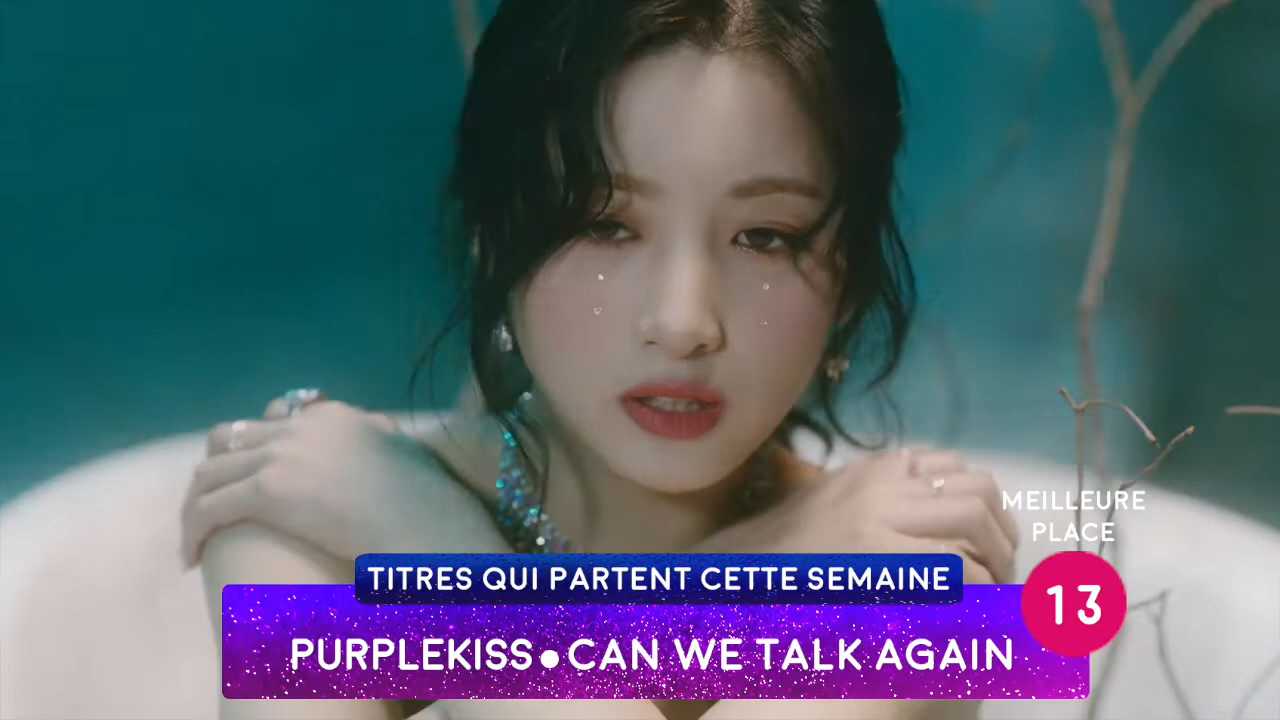 MEILLEURE
PLACE
13
TITRES QUI PARTENT CETTE SEMAINE
PURPLEKISS●CAN WE TALK AGAIN